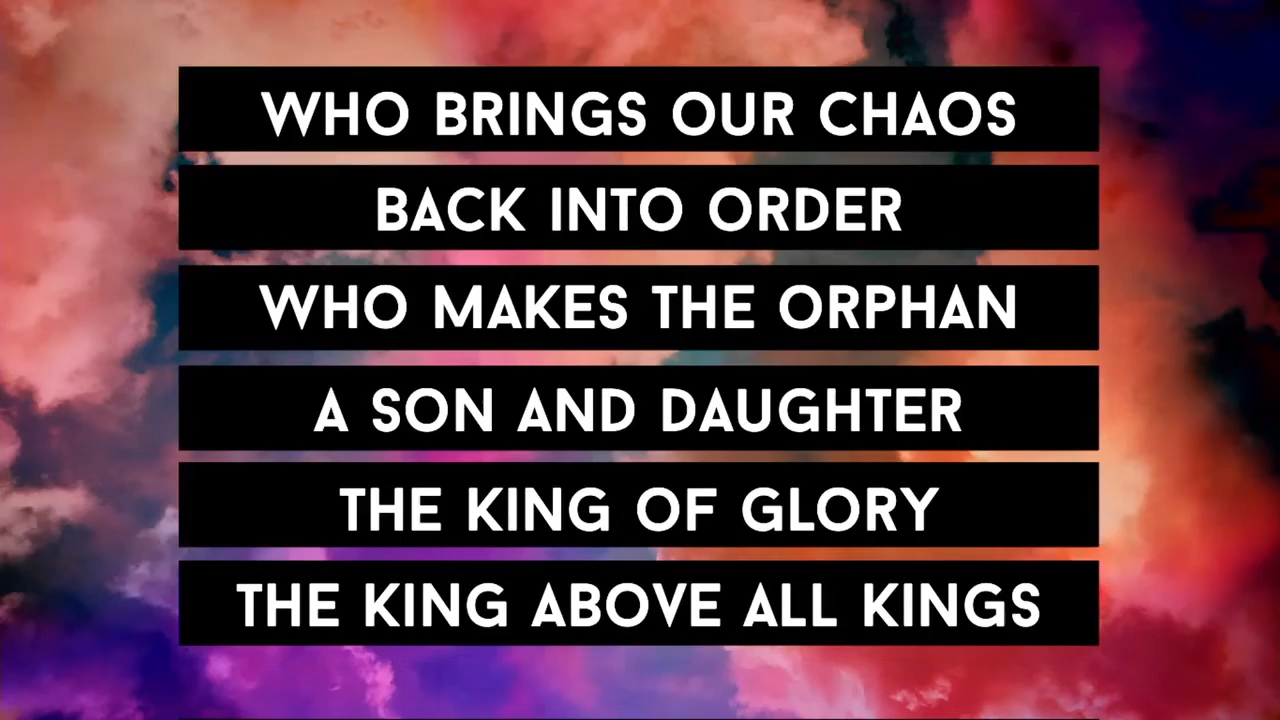 WHO BRINGS OUR CHAOS
BACK INTO ORDER
WHO MAKES THE ORPHAN
A SON AND DAUGHTER
THE KING OF GLORY
THE KING ABOVE ALL KINGS